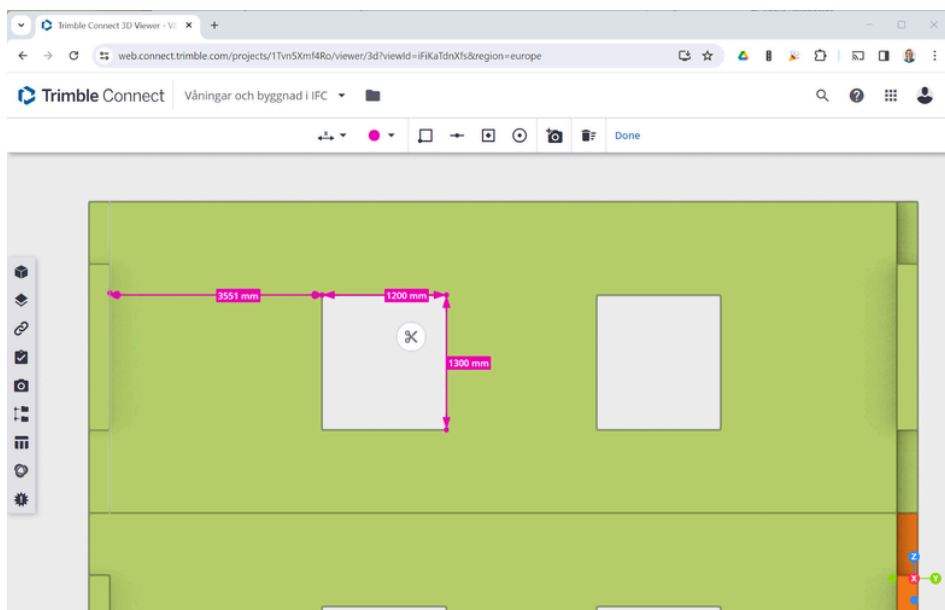 Trimble Connect 3D Viewer - Vå
web.connect.trimble.com/projects/1Tvn5Xmf4Ro/viewer/3d?viewId=iFiKaTdnXfs&region=europe
Trimble Connect
Våningar och byggnad i IFC
x
Done
3551 mm
1200 mm
1300 mm
Z
X
Y